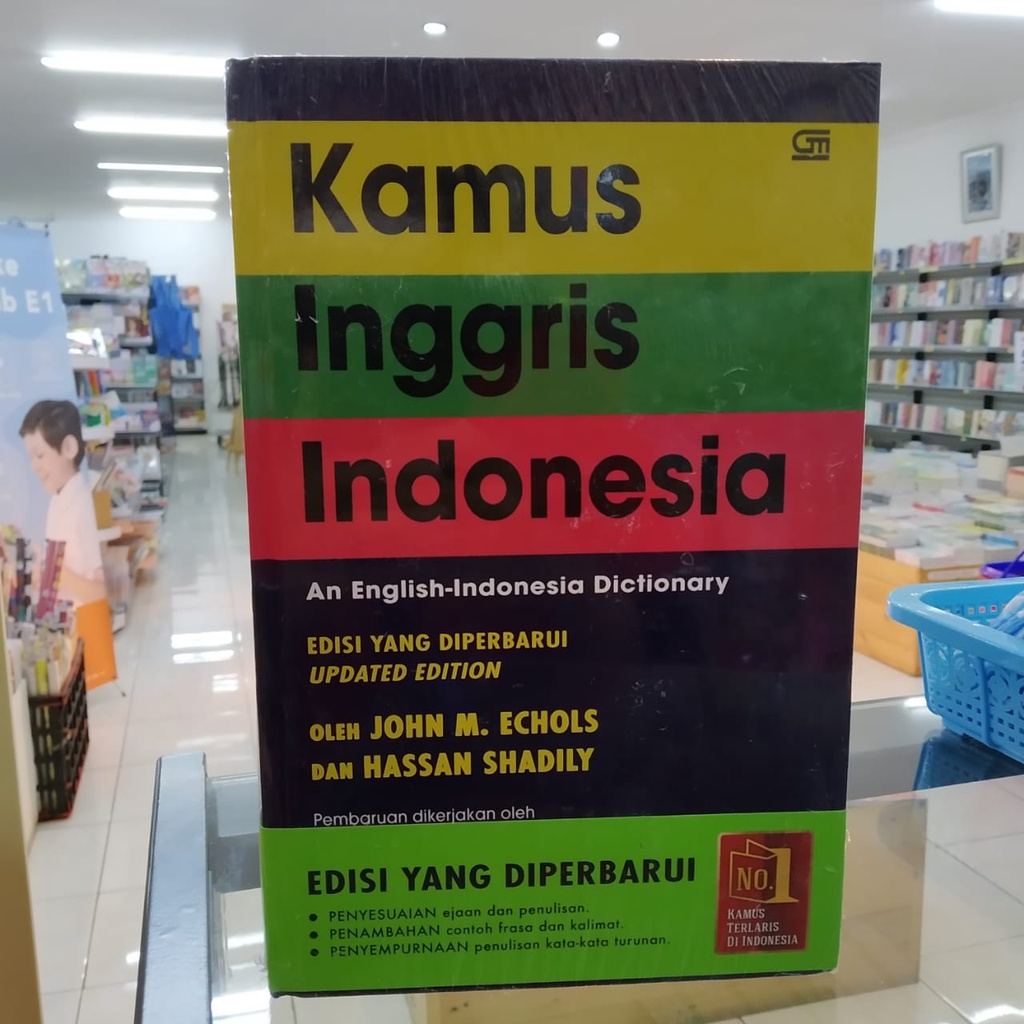 Kamus
Inggris
Indonesia
An English-Indonesia Dictionary
EDISI YANG DIPERBARUI
UPDATED EDITION
OLEH JOHN M. ECHOLS
DAN HASSAN SHADILY
Pembaruan dikerjakan oleh
EDISI YANG DIPERBARUI
• PENYESUAIAN ejaan dan penulisan.
• PENAMBAHAN contoh frasa dan kalimat.
• PENYEMPURNAAN penulisan kata-kata turunan.
NO.1
KAMUS
TERLARIS
DI INDONESIA
E1